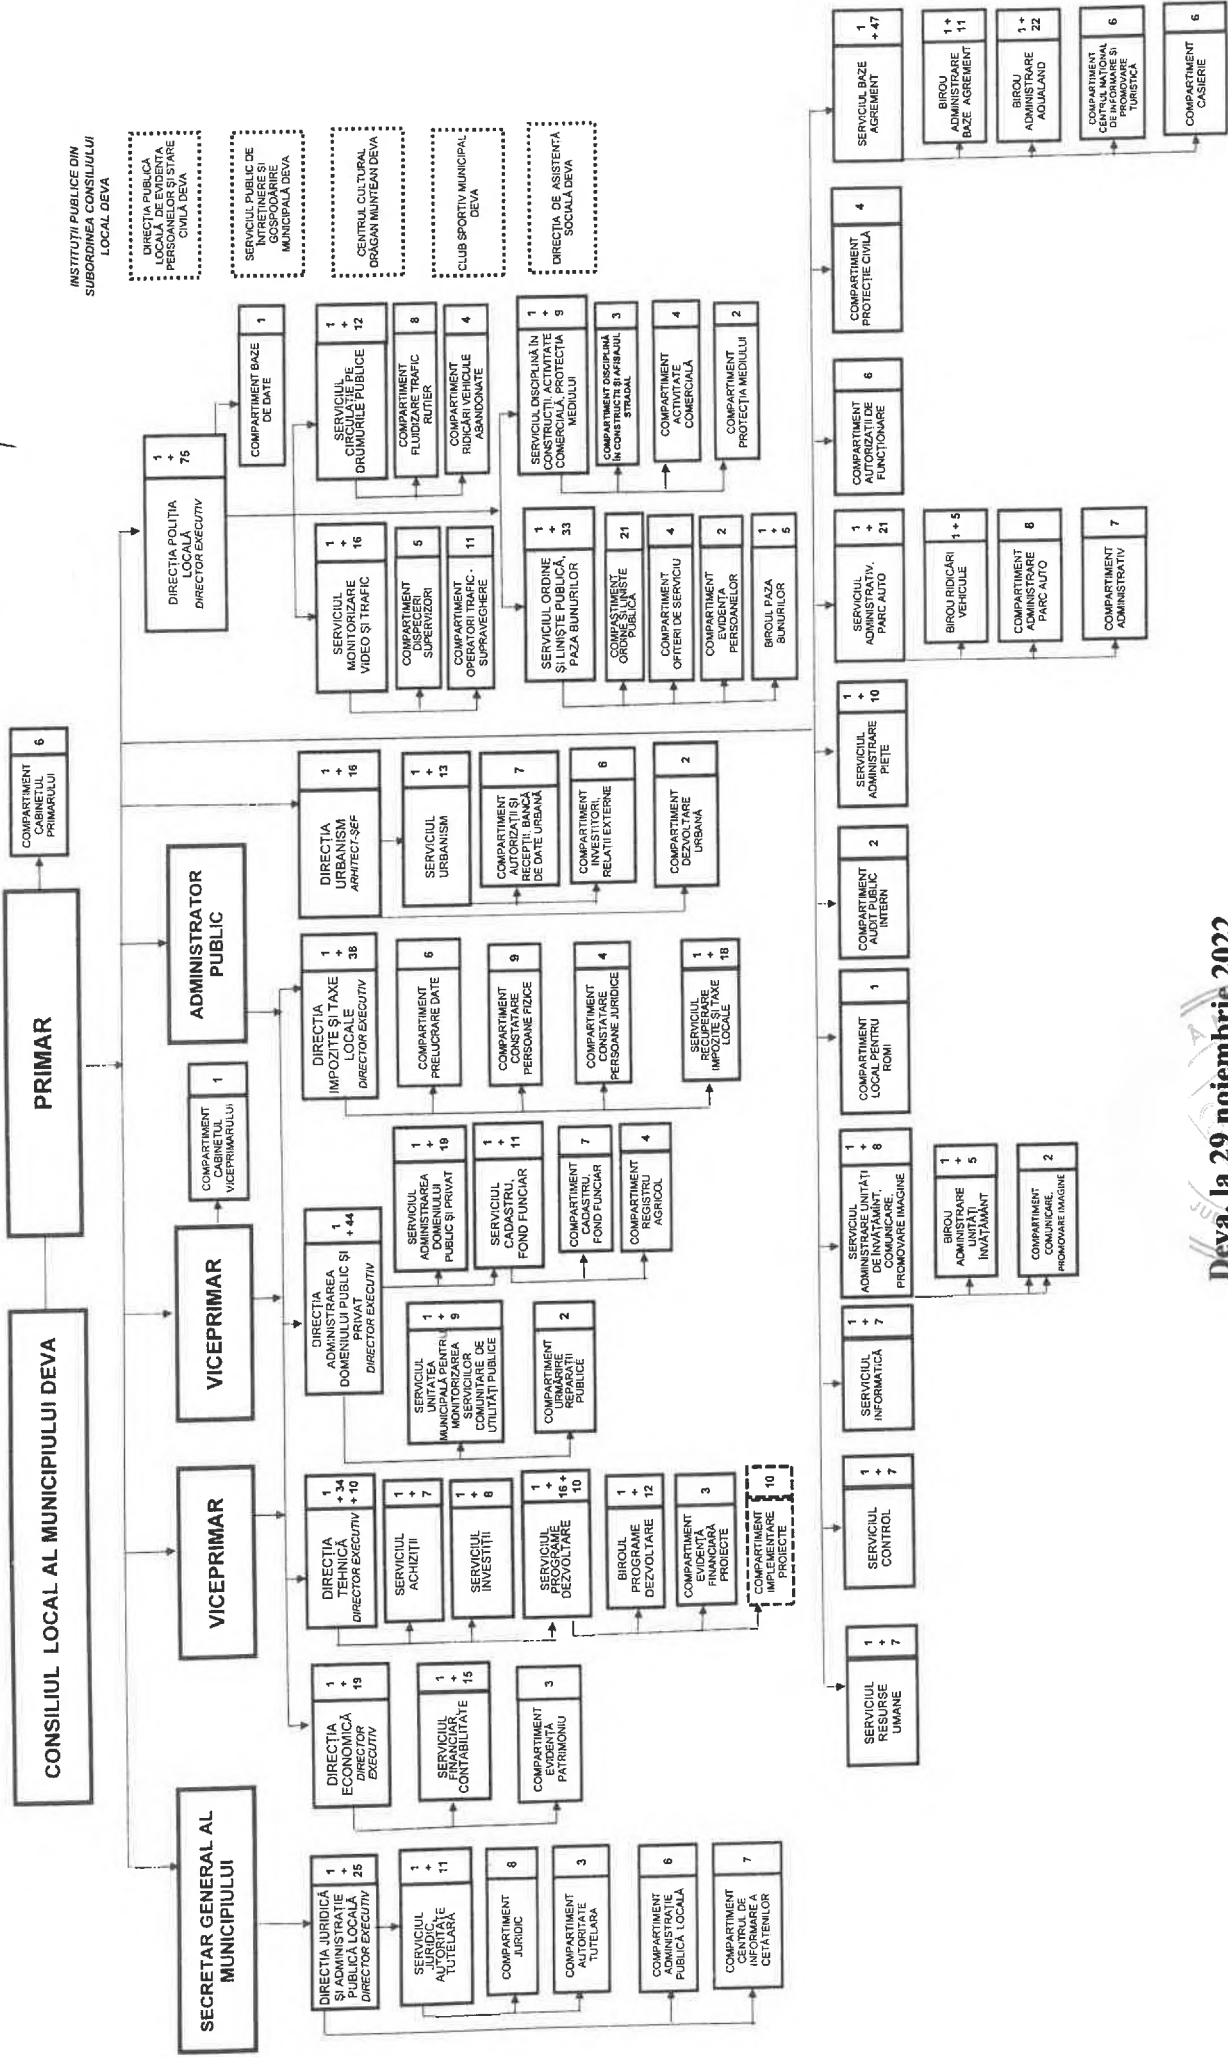 CONSILIUL LOCAL AL MUNICIPIULUI DEVA
PRIMAR
COMPARTIMENT
CABINETUL
PRIMARULUI
6
INSTITUȚII PUBLICE DIN
SUBORDINEA CONSILIULUI
LOCAL DEVA
DIRECȚIA PUBLICĂ
LOCALĂ DE EVIDENTA
PERSOANELOR ȘI STARE
CIVILĂ DEVA
SERVICIUL PUBLIC DE
ÎNTREȚINERE ȘI
GOSPODĂRIRE
MUNICIPALĂ DEVA
CENTRUL CULTURAL
DRĂGAN MUNTEAN DEVA
CLUB SPORTIV MUNICIPAL
DEVA
DIRECȚIA DE ASISTENȚĂ
SOCIALĂ DEVA
SECRETAR GENERAL AL
MUNICIPIULUI
VICEPRIMAR
VICEPRIMAR
COMPARTIMENT
CABINETUL
VICEPRIMARULUI
1
ADMINISTRATOR
PUBLIC
DIRECȚIA JURIDICĂ
ȘI ADMINISTRAȚIE
PUBLICĂ LOCALĂ
DIRECTOR EXECUTIV
1
+
25
SERVICIUL
JURIDIC,
AUTORITATE
TUTELARĂ
1
+
11
COMPARTIMENT
JURIDIC
8
COMPARTIMENT
AUTORITATE
TUTELARA
3
COMPARTIMENT
ADMINISTRAȚIE
PUBLICĂ LOCALĂ
6
COMPARTIMENT
CENTRUL DE
INFORMARE A
CETĂȚENILOR
7
DIRECȚIA
ECONOMICĂ
DIRECTOR
EXECUTIV
1
+
19
SERVICIUL
FINANCIAR,
CONTABILITATE
1
+
15
COMPARTIMENT
EVIDENȚĂ
PATRIMONIU
3
DIRECȚIA
TEHNICĂ
DIRECTOR EXECUTIV
1
+ 34
+ 10
SERVICIUL
ACHIZIȚII
1
+
7
SERVICIUL
INVESTIȚII
1
+
8
SERVICIUL
PROGRAME
DEZVOLTARE
1
+
16 +
10
BIROUL
PROGRAME
DEZVOLTARE
1
+
12
COMPARTIMENT
EVIDENȚĂ
FINANCIARĂ
PROIECTE
3
COMPARTIMENT
IMPLEMENTARE
PROIECTE
10
DIRECȚIA
ADMINISTRAREA
DOMENIULUI PUBLIC ȘI
PRIVAT
DIRECTOR EXECUTIV
1
+ 44
SERVICIUL
UNITATEA
MUNICIPALĂ PENTRU
MONITORIZAREA
SERVICIILOR
COMUNITARE DE
UTILITĂȚI PUBLICE
1
+
9
COMPARTIMENT
URMĂRIRE
REPARAȚII
PUBLICE
2
SERVICIUL
ADMINISTRAREA
DOMENIULUI
PUBLIC ȘI PRIVAT
1
+
19
SERVICIUL
CADASTRU,
FOND FUNCIAR
1
+
11
COMPARTIMENT
CADASTRU,
FOND FUNCIAR
7
COMPARTIMENT
REGISTRU
AGRICOL
4
DIRECȚIA
IMPOZITE ȘI TAXE
LOCALE
DIRECTOR EXECUTIV
1
+
38
COMPARTIMENT
PRELUCRARE DATE
6
COMPARTIMENT
CONSTATARE
PERSOANE FIZICE
9
COMPARTIMENT
CONSTATARE
PERSOANE JURIDICE
4
SERVICIUL
RECUPERARE
IMPOZITE ȘI TAXE
LOCALE
1
+
18
DIRECȚIA
URBANISM
ARHITECT-ȘEF
1
+
16
SERVICIUL
URBANISM
1
+
13
COMPARTIMENT
AUTORIZAȚII ȘI
RECEPȚII, BANCĂ
DE DATE URBANĂ
7
COMPARTIMENT
INVESTITORI,
RELATII EXTERNE
6
COMPARTIMENT
DEZVOLTARE
URBANĂ
2
DIRECȚIA POLIȚIA
LOCALĂ
DIRECTOR EXECUTIV
1
+
75
COMPARTIMENT BAZE
DE DATE
1
SERVICIUL
MONITORIZARE
VIDEO ȘI TRAFIC
1
+
16
COMPARTIMENT
DISPECERI
SUPERVIZORI
5
COMPARTIMENT
OPERATORI TRAFIC -
SUPRAVEGHERE
11
SERVICIUL
CIRCULAȚIE PE
DRUMURILE PUBLICE
1
+
12
COMPARTIMENT
FLUIDIZARE TRAFIC
RUTIER
8
COMPARTIMENT
RIDICĂRI VEHICULE
ABANDONATE
4
SERVICIUL ORDINE
ȘI LINIȘTE PUBLICĂ,
PAZA BUNURILOR
1
+
33
COMPASTIMENT
ORDINE ȘI LINISTE
PUBLICA
21
COMPARTIMENT
OFITERI DE SERVICIU
4
COMPARTIMENT
EVIDENȚA
PERSOANELOR
2
BIROUL PAZA
BUNURILOR
1
+
5
SERVICIUL DISCIPLINĂ ÎN
CONSTRUCȚII, ACTIVITATE
COMERCIALĂ, PROTECȚIA
MEDIULUI
1
+
9
COMPARTIMENT DISCIPLINĂ
ÎN CONSTRUCTII ȘI AFISAJUL
STRADAL
3
COMPARTIMENT
ACTIVITATE
COMERCIALĂ
4
COMPARTIMENT
PROTECȚIA MEDIULUI
2
SERVICIUL
RESURSE
UMANE
1
+
7
SERVICIUL
CONTROL
1
+
7
SERVICIUL
INFORMATICĂ
1
+
7
SERVICIUL
ADMINISTRARE UNITĂȚI
DE ÎNVĂȚĂMÎNT,
COMUNICARE,
PROMOVARE IMAGINE
1
+
8
BIROU
ADMINISTRARE
UNITĂȚI
ÎNVĂȚĂMÂNT
1
+
5
COMPARTIMENT
COMUNICARE,
PROMOVARE IMAGINE
2
COMPARTIMENT
LOCAL PENTRU
ROMI
1
COMPARTIMENT
AUDIT PUBLIC
INTERN
2
SERVICIUL
ADMINISTRARE
PIEȚE
1
+
10
SERVICIUL
ADMINISTRATIV,
PARC AUTO
1
+
21
BIROU RIDICĂRI
VEHICULE
1 + 5
COMPARTIMENT
ADMINISTRARE
PARC AUTO
8
COMPARTIMENT
ADMINISTRATIV
7
COMPARTIMENT
AUTORIZAȚII DE
FUNCȚIONARE
6
COMPARTIMENT
PROTECȚIE CIVILĂ
4
SERVICIUL BAZE
AGREMENT
1
+ 47
BIROU
ADMINISTRARE
BAZE AGREMENT
1 +
11
BIROU
ADMINISTRARE
AQUALAND
1 +
22
COMPARTIMENT
CENTRUL NAȚIONAL
DE INFORMARE ȘI
PROMOVARE
TURISTICĂ
6
COMPARTIMENT
CASIERIE
6
Deva, la 29 noiembrie 2022